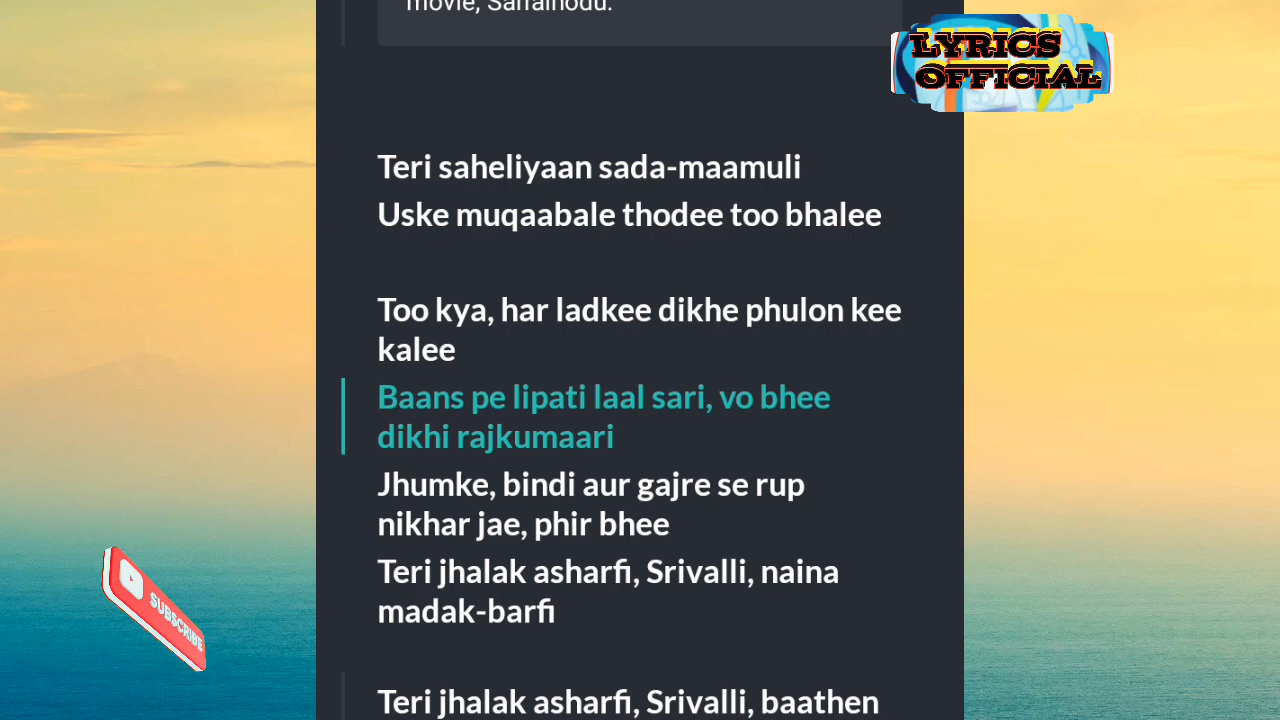 movie, Sarrainodu.
LYRICS
OFFICIAL
Teri saheliyaan sada-maamuli
Uske muqaabale thodee too bhalee
Too kya, har ladkee dikhe phulon kee
kalee
Baans pe lipati laal sari, vo bhee
dikhi rajkumaari
Jhumke, bindi aur gajre se rup
nikhar jae, phir bhee
Teri jhalak asharfi, Srivalli, naina
madak-barfi
SUBSCRIBE
Teri jhalak asharfi, Srivalli, baathen